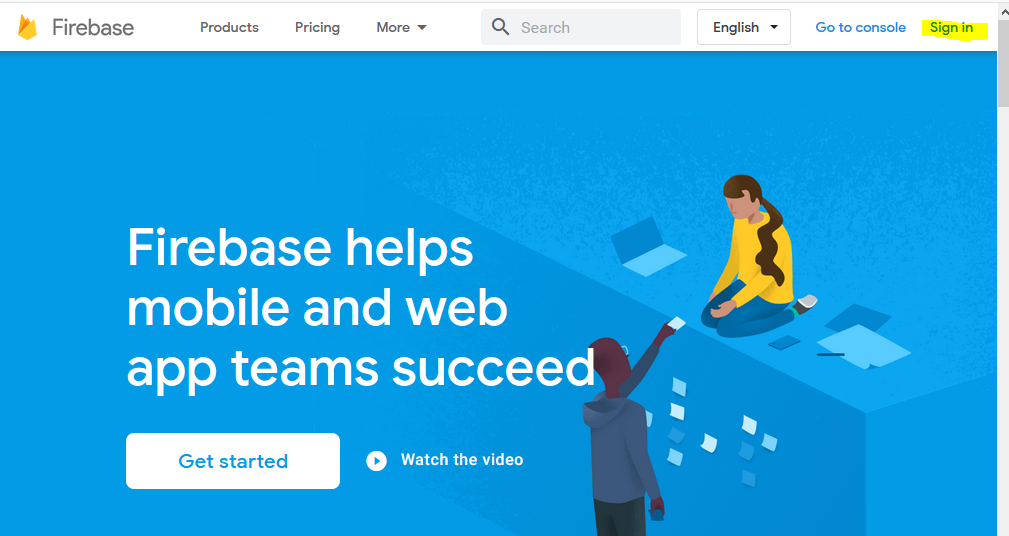 Firebase Products Pricing More Search English Go to console Sign in
Firebase helps
mobile and web
app teams succeed
Get started Watch the video